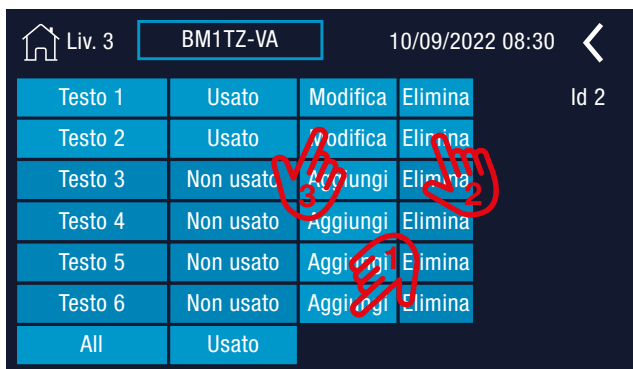 Liv. 3 BM1TZ-VA 10/09/2022 08:30
Testo 1 Usato Modifica Elimina Id 2
Testo 2 Usato Modifica Elimina
Testo 3 Non usato Aggiungi Elimina
Testo 4 Non usato Aggiungi Elimina
Testo 5 Non usato Aggiungi Elimina
Testo 6 Non usato Aggiungi Elimina
All Usato
3
2
1